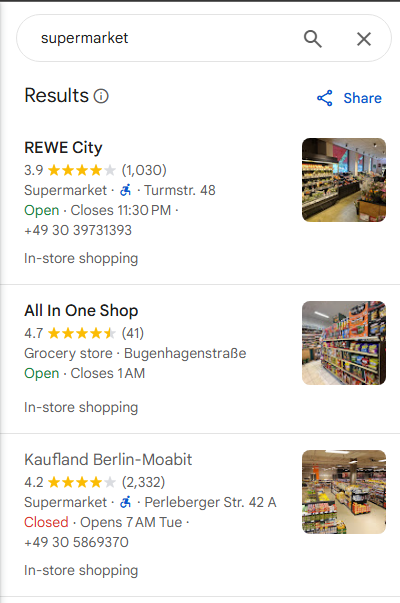 supermarket
Results
Share
REWE City
3.9 (1,030)
Supermarket · · Turmstr. 48
Open · Closes 11:30 PM ·
+49 30 39731393
In-store shopping
All In One Shop
4.7 (41)
Grocery store · Bugenhagenstraße
Open · Closes 1 AM
In-store shopping
Kaufland Berlin-Moabit
4.2 (2,332)
Supermarket · · Perleberger Str. 42 A
Closed · Opens 7 AM Tue ·
+49 30 5869370
In-store shopping